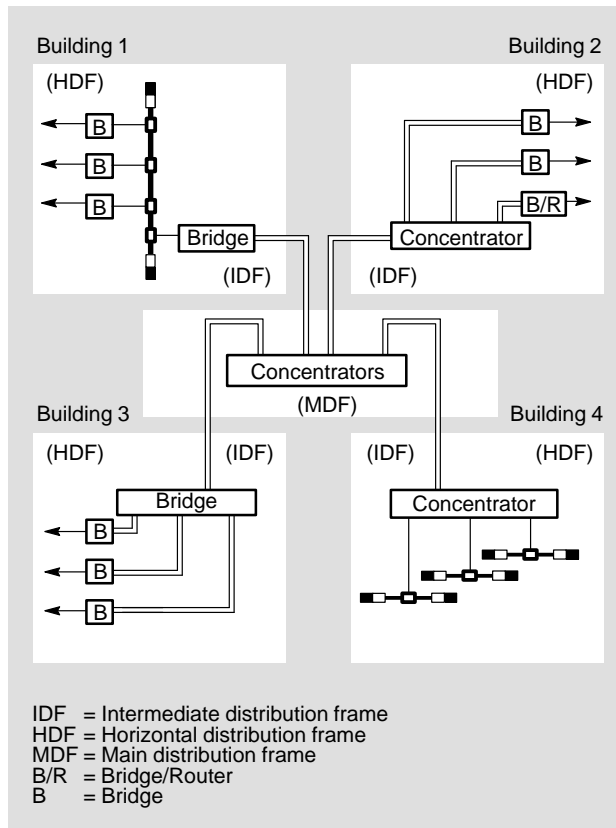 Building 1
Building 2
(HDF)
(HDF)
B
B
B
B
B
B/R
Bridge
Concentrator
(IDF)
(IDF)
Concentrators
(MDF)
Building 3
Building 4
(HDF)
(IDF)
(IDF)
(HDF)
Bridge
Concentrator
B
B
B
IDF = Intermediate distribution frame
HDF = Horizontal distribution frame
MDF = Main distribution frame
B/R = Bridge/Router
B = Bridge